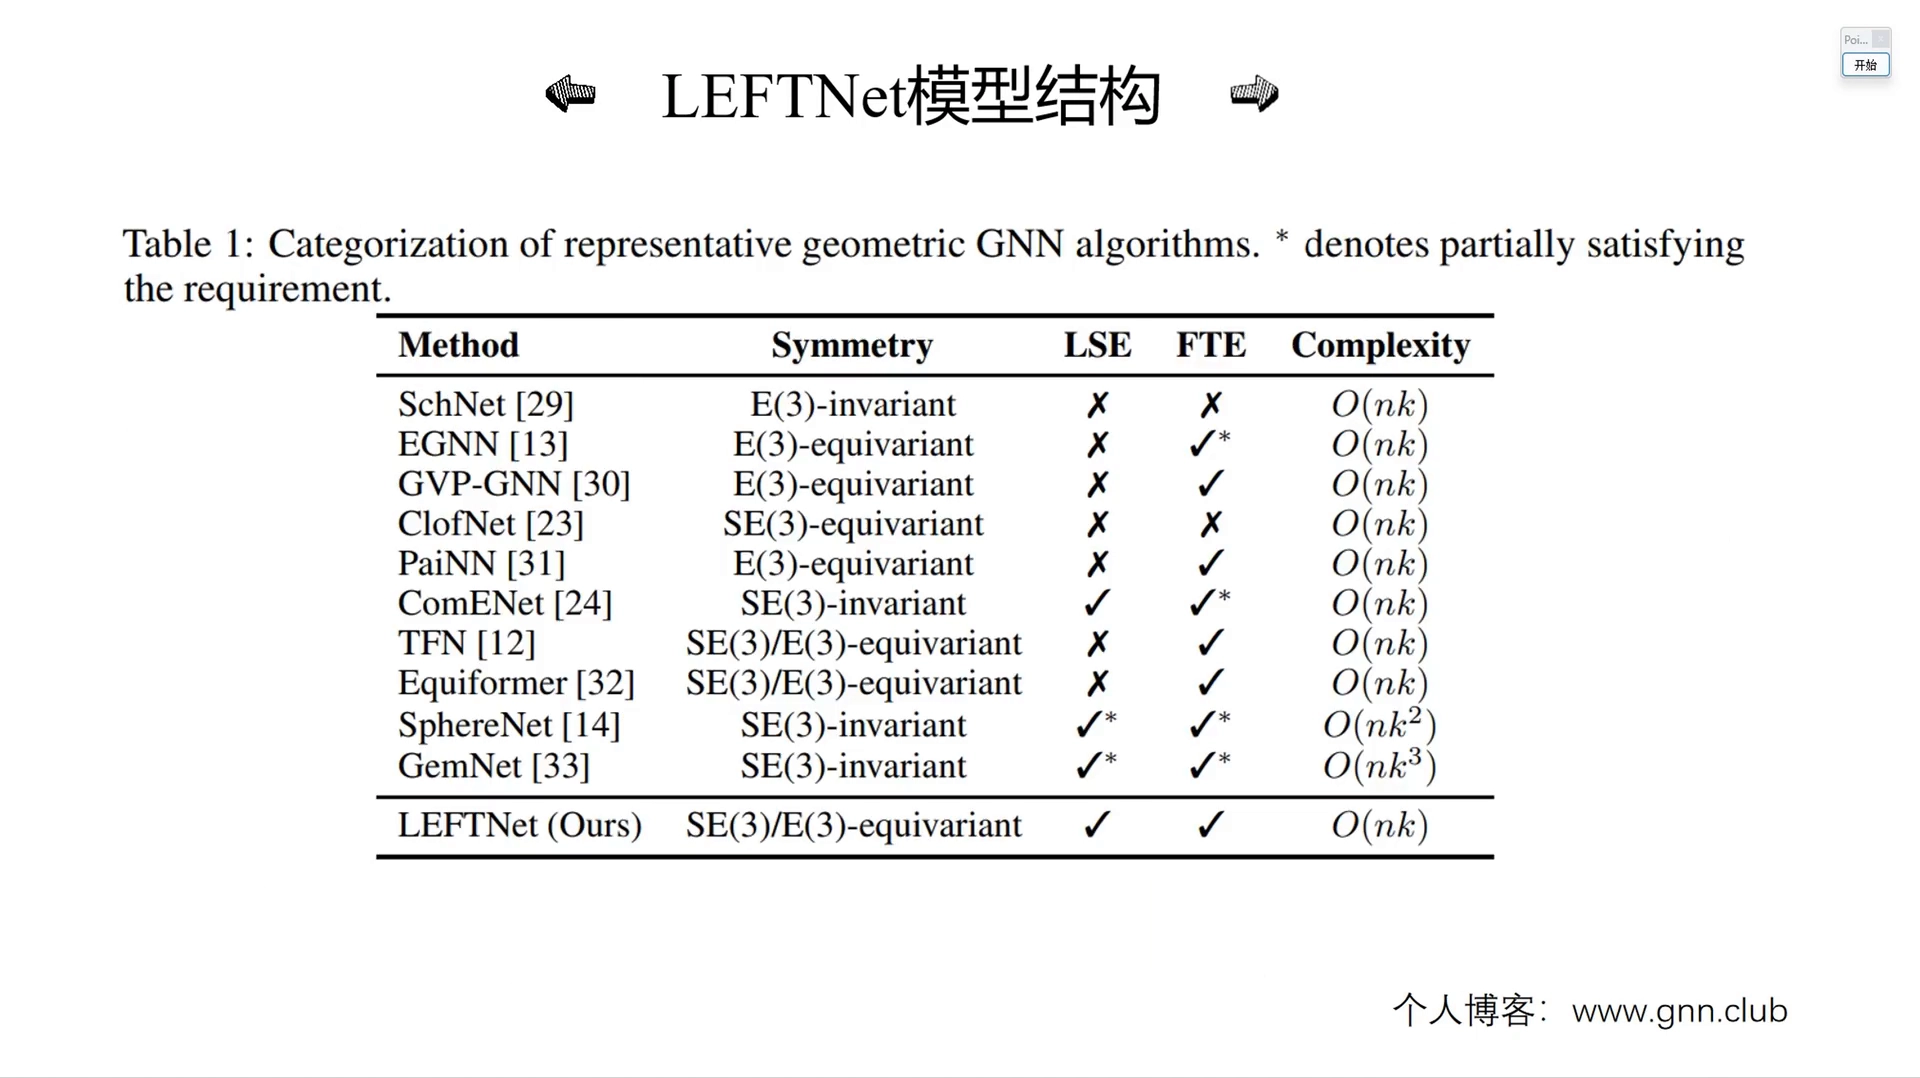 LEFTNet模型结构
Poi...
开始
Table 1: Categorization of representative geometric GNN algorithms. * denotes partially satisfying
the requirement.
Method Symmetry LSE FTE Complexity
SchNet [29] E(3)-invariant ✗ ✗ O(nk)
EGNN [13] E(3)-equivariant ✗ ✓* O(nk)
GVP-GNN [30] E(3)-equivariant ✗ ✓ O(nk)
ClofNet [23] SE(3)-equivariant ✗ ✗ O(nk)
PaiNN [31] E(3)-equivariant ✗ ✓ O(nk)
ComENet [24] SE(3)-invariant ✓ ✓* O(nk)
TFN [12] SE(3)/E(3)-equivariant ✗ ✓ O(nk)
Equiformer [32] SE(3)/E(3)-equivariant ✗ ✓ O(nk)
SphereNet [14] SE(3)-invariant ✓* ✓* O(nk²)
GemNet [33] SE(3)-invariant ✓* ✓* O(nk³)
LEFTNet (Ours) SE(3)/E(3)-equivariant ✓ ✓ O(nk)
个人博客：www.gnn.club